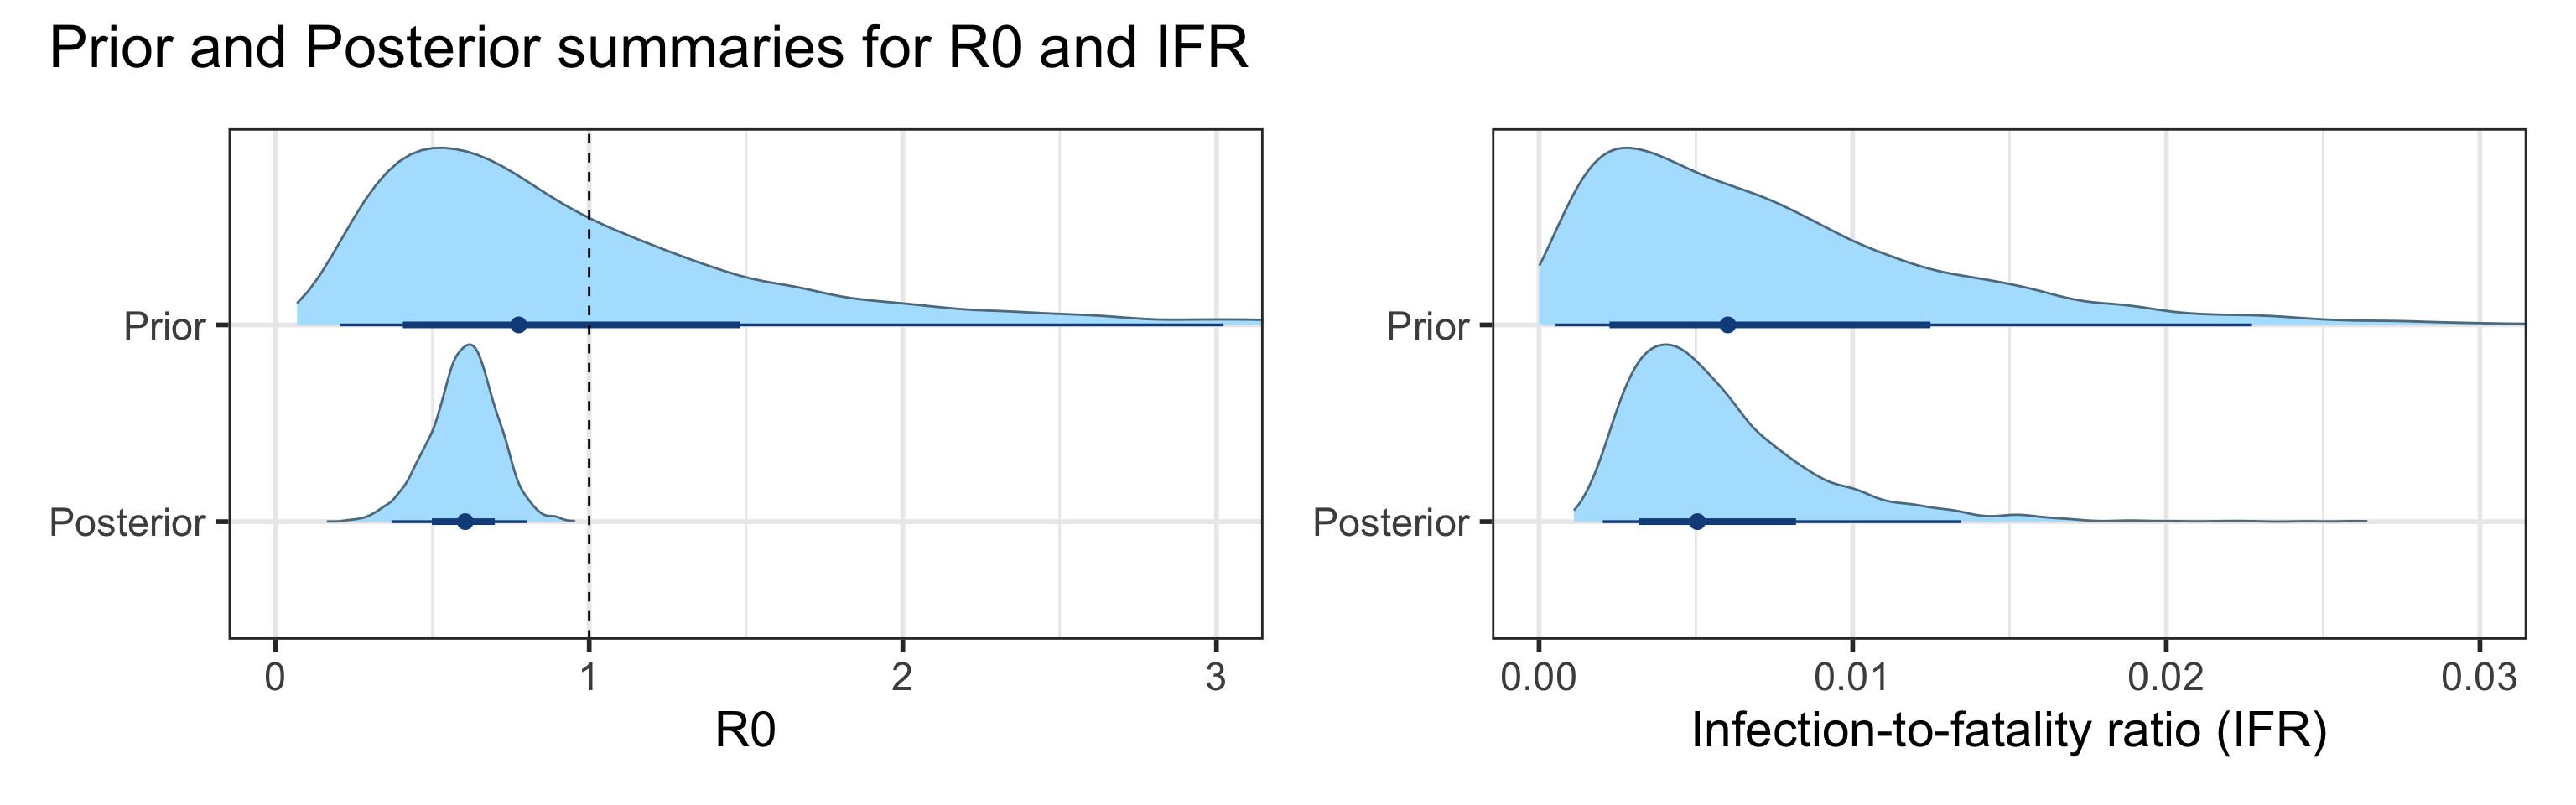 Prior and Posterior summaries for R0 and IFR
Prior
Posterior
0 1 2 3
R0
Prior
Posterior
0.00 0.01 0.02 0.03
Infection-to-fatality ratio (IFR)